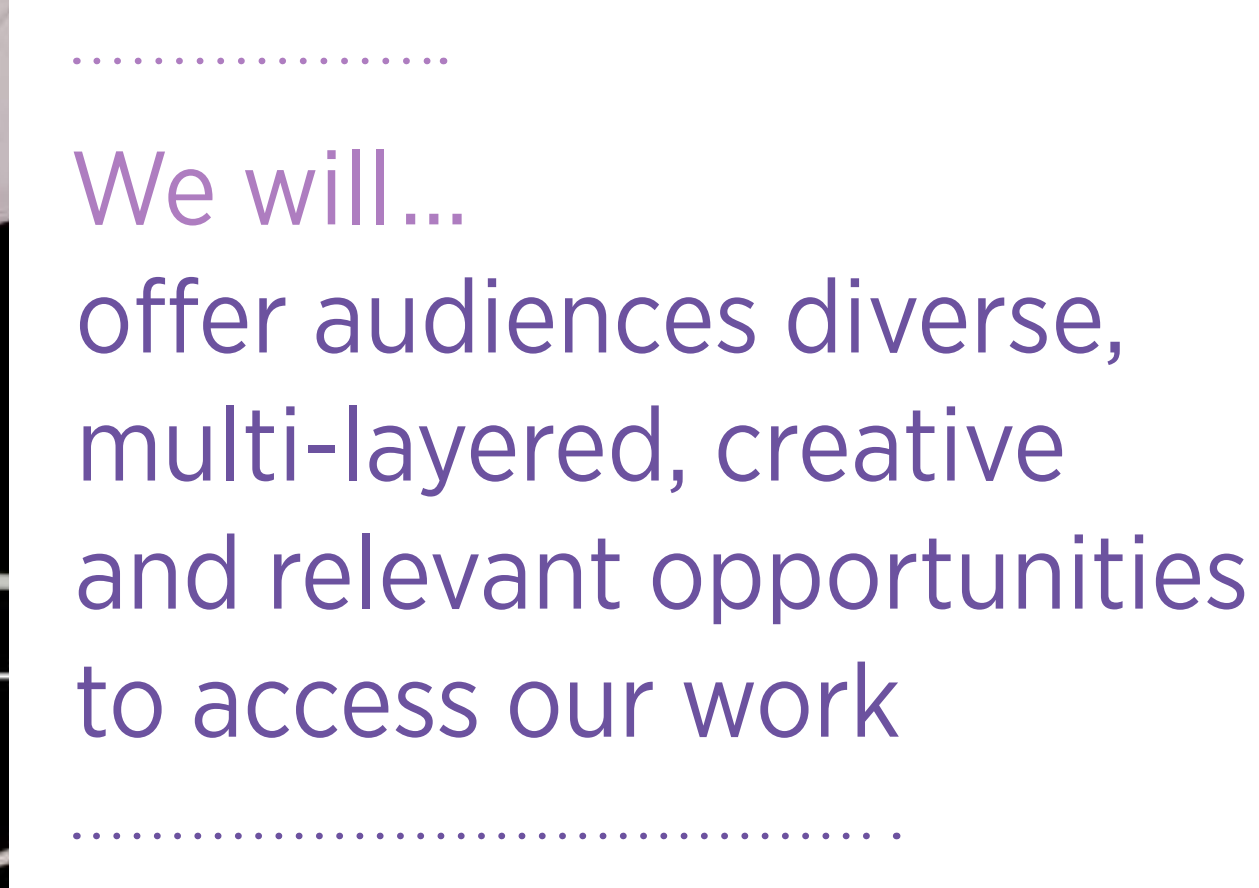 We will...
offer audiences diverse,
multi-layered, creative
and relevant opportunities
to access our work